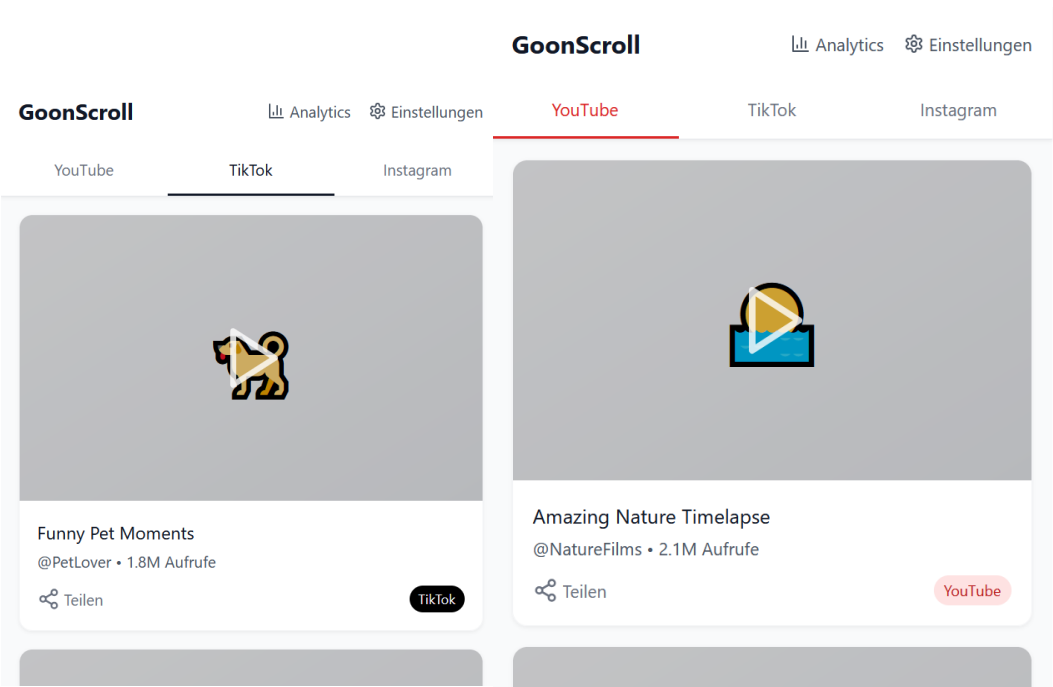 GoonScroll
Analytics
Einstellungen
YouTube
TikTok
Instagram
Funny Pet Moments
@PetLover • 1.8M Aufrufe
Teilen
TikTok
GoonScroll
Analytics
Einstellungen
YouTube
TikTok
Instagram
Amazing Nature Timelapse
@NatureFilms • 2.1M Aufrufe
Teilen
YouTube